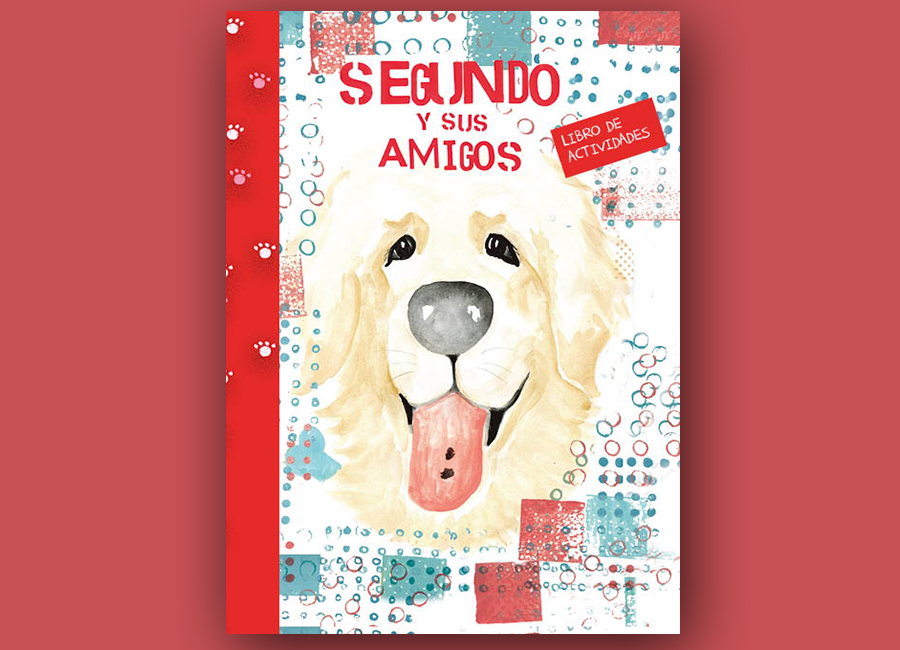 SEGUNDO
Y SUS
AMIGOS
LIBRO DE
ACTIVIDADES